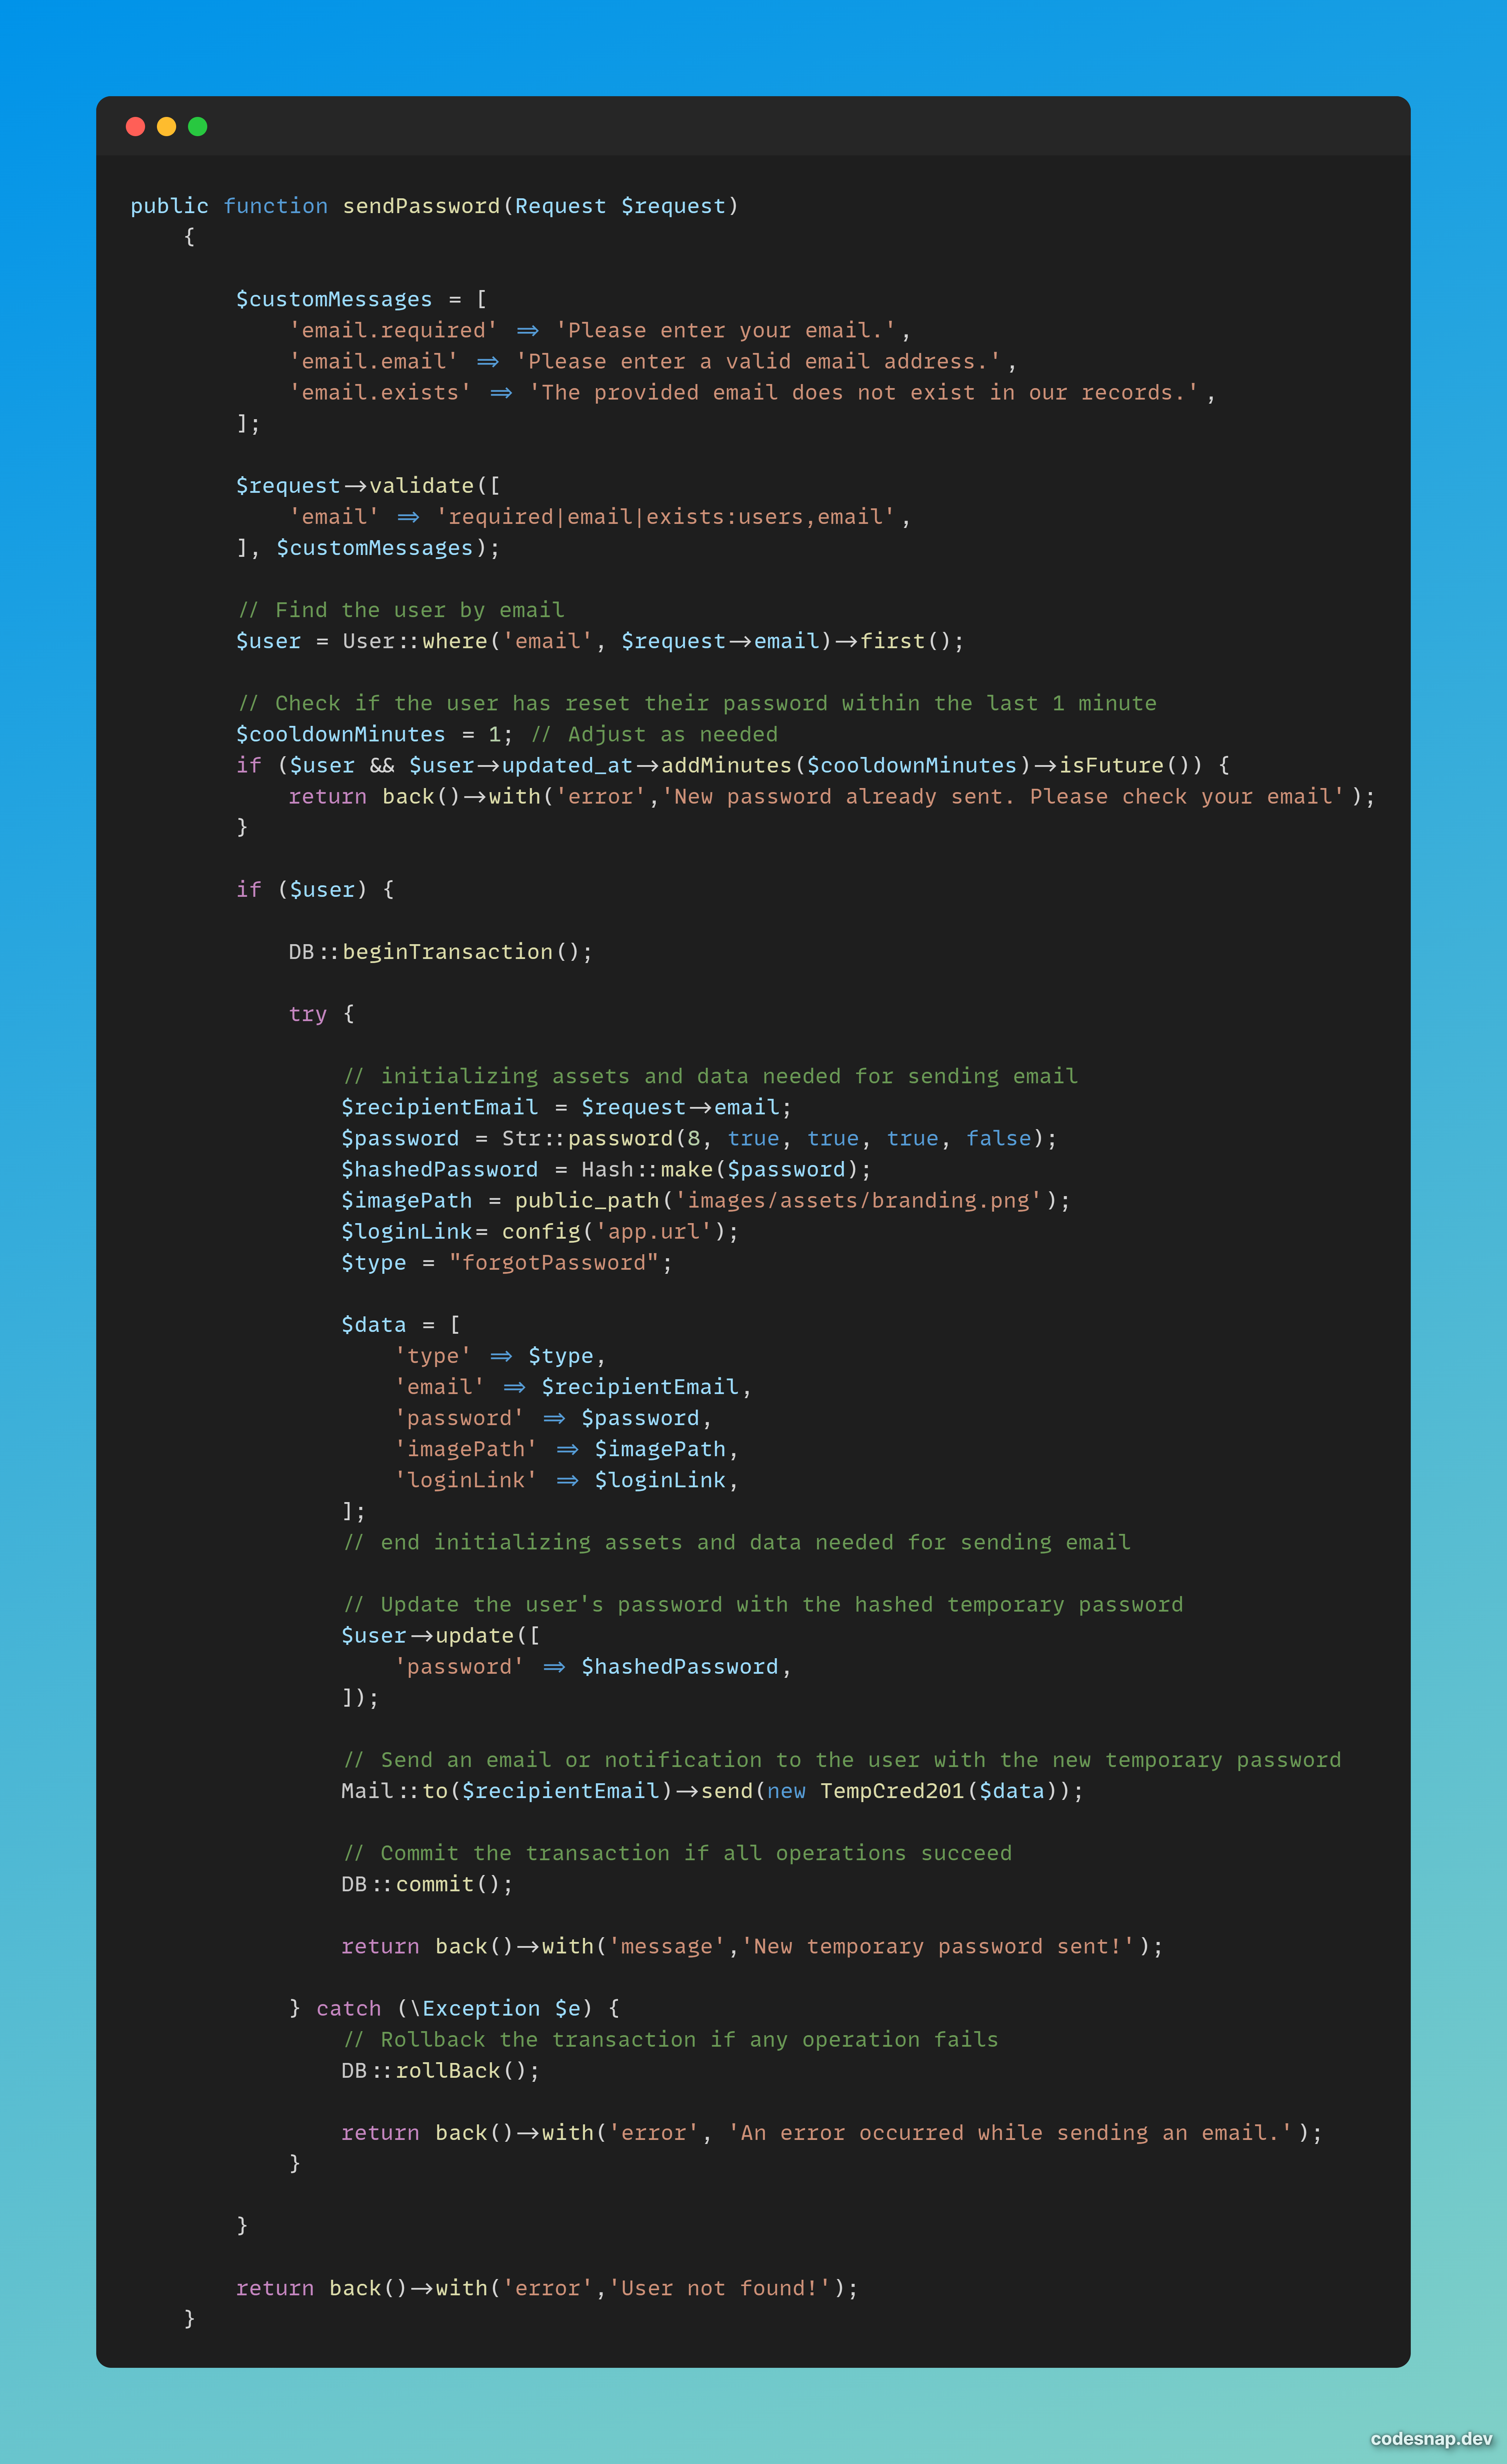 public function sendPassword(Request $request)
    {

        $customMessages = [
            'email.required' => 'Please enter your email.',
            'email.email' => 'Please enter a valid email address.',
            'email.exists' => 'The provided email does not exist in our records.',
        ];

        $request->validate([
            'email' => 'required|email|exists:users,email',
        ], $customMessages);

        // Find the user by email
        $user = User::where('email', $request->email)->first();

        // Check if the user has reset their password within the last 1 minute
        $cooldownMinutes = 1; // Adjust as needed
        if ($user && $user->updated_at->addMinutes($cooldownMinutes)->isFuture()) {
            return back()->with('error','New password already sent. Please check your email');
        }

        if ($user) {

            DB::beginTransaction();

            try {

                // initializing assets and data needed for sending email
                $recipientEmail = $request->email;
                $password = Str::password(8, true, true, true, false);
                $hashedPassword = Hash::make($password);
                $imagePath = public_path('images/assets/branding.png');
                $loginLink= config('app.url');
                $type = "forgotPassword";

                $data = [
                    'type' => $type,
                    'email' => $recipientEmail,
                    'password' => $password,
                    'imagePath' => $imagePath,
                    'loginLink' => $loginLink,
                ];
                // end initializing assets and data needed for sending email

                // Update the user's password with the hashed temporary password
                $user->update([
                    'password' => $hashedPassword,
                ]);

                // Send an email or notification to the user with the new temporary password
                Mail::to($recipientEmail)->send(new TempCred201($data));

                // Commit the transaction if all operations succeed
                DB::commit();

                return back()->with('message','New temporary password sent!');

            } catch (\Exception $e) {
                // Rollback the transaction if any operation fails
                DB::rollBack();

                return back()->with('error', 'An error occurred while sending an email.');
            }

        }

        return back()->with('error','User not found!');
    }
codesnap.dev